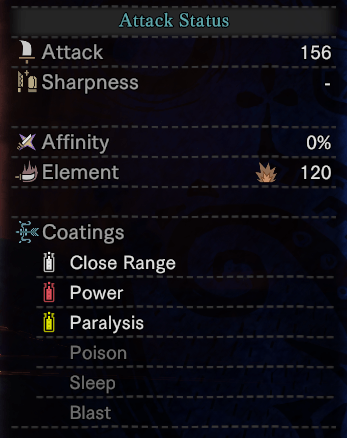 Attack Status
Attack 156
Sharpness -
Affinity 0%
Element 120
Coatings
Close Range
Power
Paralysis
Poison
Sleep
Blast